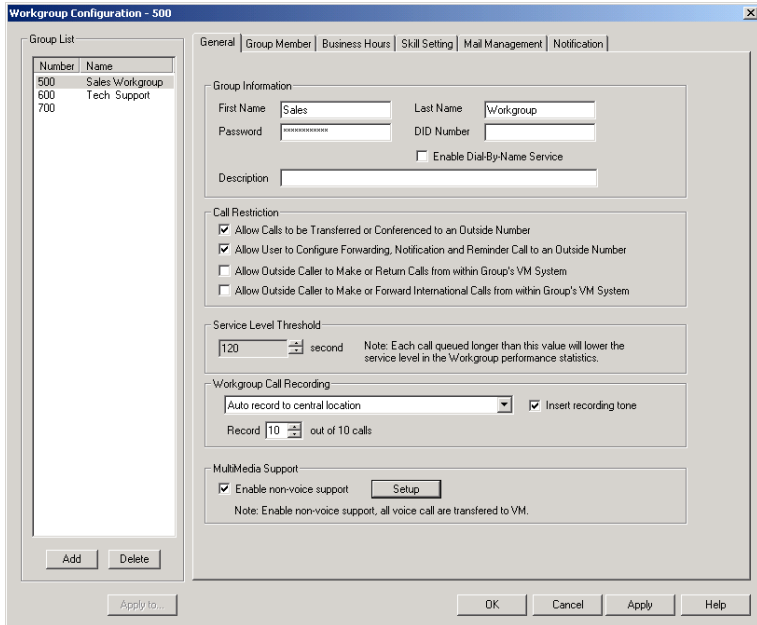 Workgroup Configuration - 500
Group List
Number Name
500 Sales Workgroup
600 Tech Support
700
Add Delete
Apply to...
General Group Member Business Hours Skill Setting Mail Management Notification
Group Information
First Name Sales Last Name Workgroup
Password *********** DID Number
Enable Dial-By-Name Service
Description
Call Restriction
Allow Calls to be Transferred or Conferenced to an Outside Number
Allow User to Configure Forwarding, Notification and Reminder Call to an Outside Number
Allow Outside Caller to Make or Return Calls from within Group's VM System
Allow Outside Caller to Make or Forward International Calls from within Group's VM System
Service Level Threshold
120 second Note: Each call queued longer than this value will lower the
service level in the Workgroup performance statistics.
Workgroup Call Recording
Auto record to central location Insert recording tone
Record 10 out of 10 calls
MultiMedia Support
Enable non-voice support Setup
Note: Enable non-voice support, all voice call are transfered to VM.
OK Cancel Apply Help